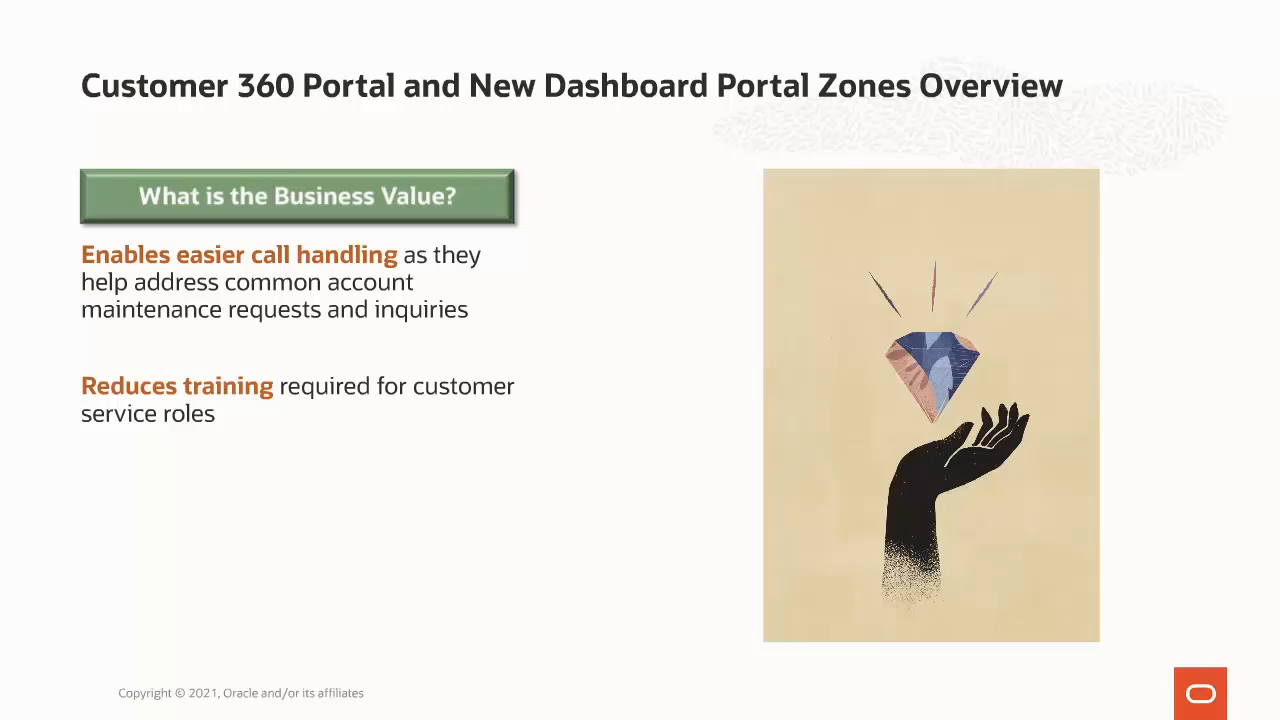 Customer 360 Portal and New Dashboard Portal Zones Overview
What is the Business Value?
Enables easier call handling as they
help address common account
maintenance requests and inquiries
Reduces training required for customer
service roles
Copyright © 2021, Oracle and/or its affiliates